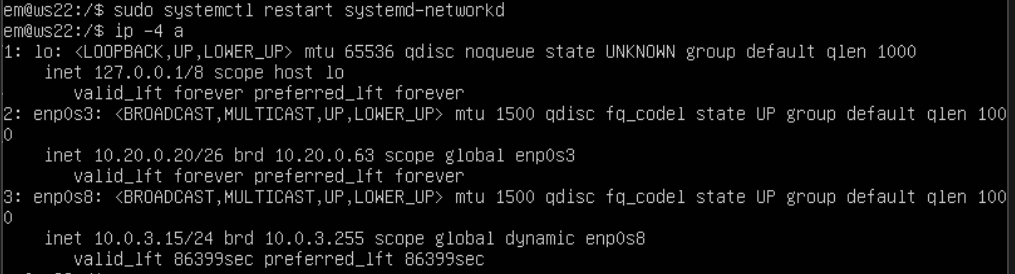 em@ws22:/$ sudo systemctl restart systemd-networkd
em@ws22:/$ ip -4 a
1: lo: <LOOPBACK,UP,LOWER_UP> mtu 65536 qdisc noqueue state UNKNOWN group default qlen 1000
    inet 127.0.0.1/8 scope host lo
       valid_lft forever preferred_lft forever
2: enp0s3: <BROADCAST,MULTICAST,UP,LOWER_UP> mtu 1500 qdisc fq_codel state UP group default qlen 100
0
    inet 10.20.0.20/26 brd 10.20.0.63 scope global enp0s3
       valid_lft forever preferred_lft forever
3: enp0s8: <BROADCAST,MULTICAST,UP,LOWER_UP> mtu 1500 qdisc fq_codel state UP group default qlen 100
0
    inet 10.0.3.15/24 brd 10.0.3.255 scope global dynamic enp0s8
       valid_lft 86399sec preferred_lft 86399sec